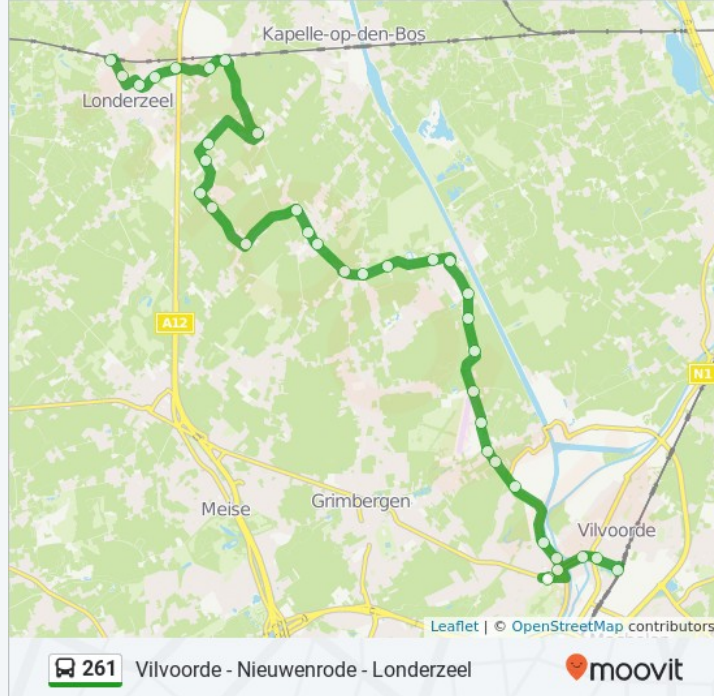 Kapelle-op-den-Bos
Londerzeel
A12
N1
Meise
Grimbergen
Vilvoorde
Leaflet | © OpenStreetMap contributors
261 Vilvoorde - Nieuwenrode - Londerzeel
moovit